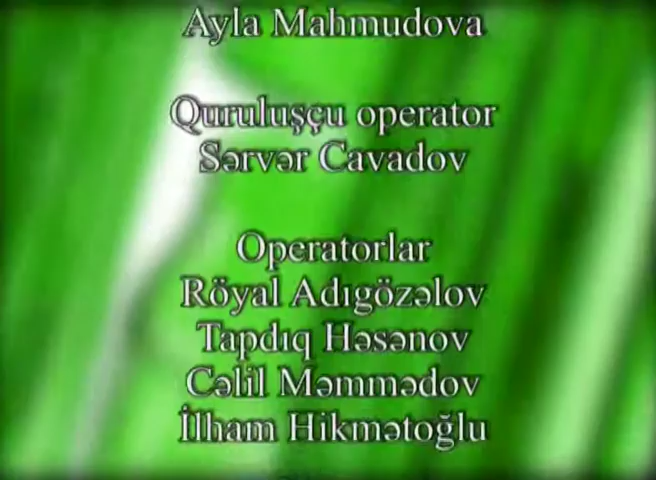 Ayla Mahmudova
Quruluşçu operator
Sərvər Cavadov
Operatorlar
Röyal Adıgözəlov
Tapdıq Həsənov
Cəlil Məmmədov
İlham Hikmətoğlu